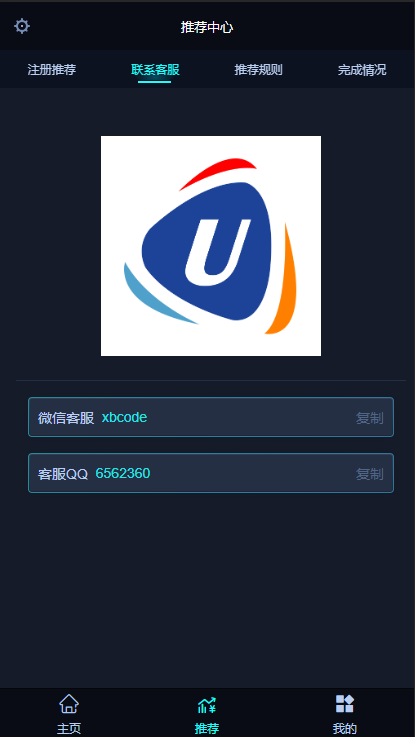 推荐中心
注册推荐 联系客服 推荐规则 完成情况
U
微信客服 xbcode 复制
客服QQ 6562360 复制
主页 推荐 我的